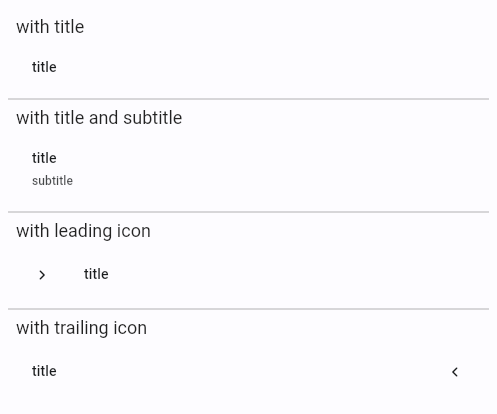 with title
title
with title and subtitle
title
subtitle
with leading icon
title
with trailing icon
title